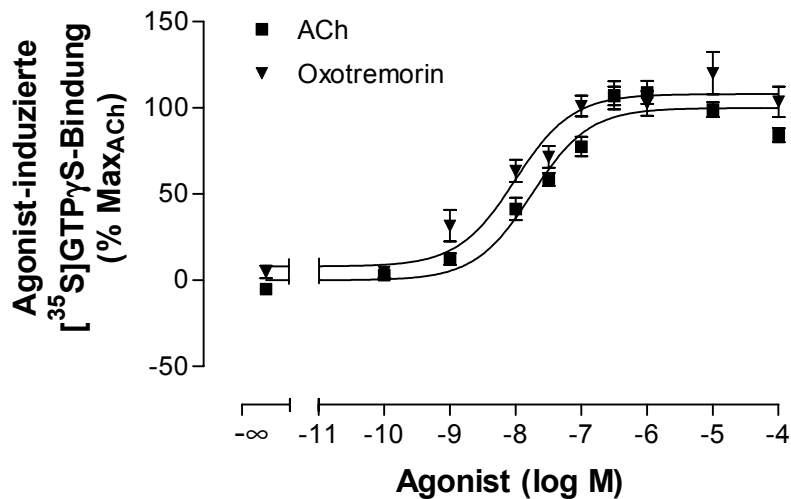 Agonist-induzierte
[³⁵S]GTPγS-Bindung
(% Max_ACh)
150
100
50
0
-50
ACh
Oxotremorin
-∞ -11 -10 -9 -8 -7 -6 -5 -4
Agonist (log M)